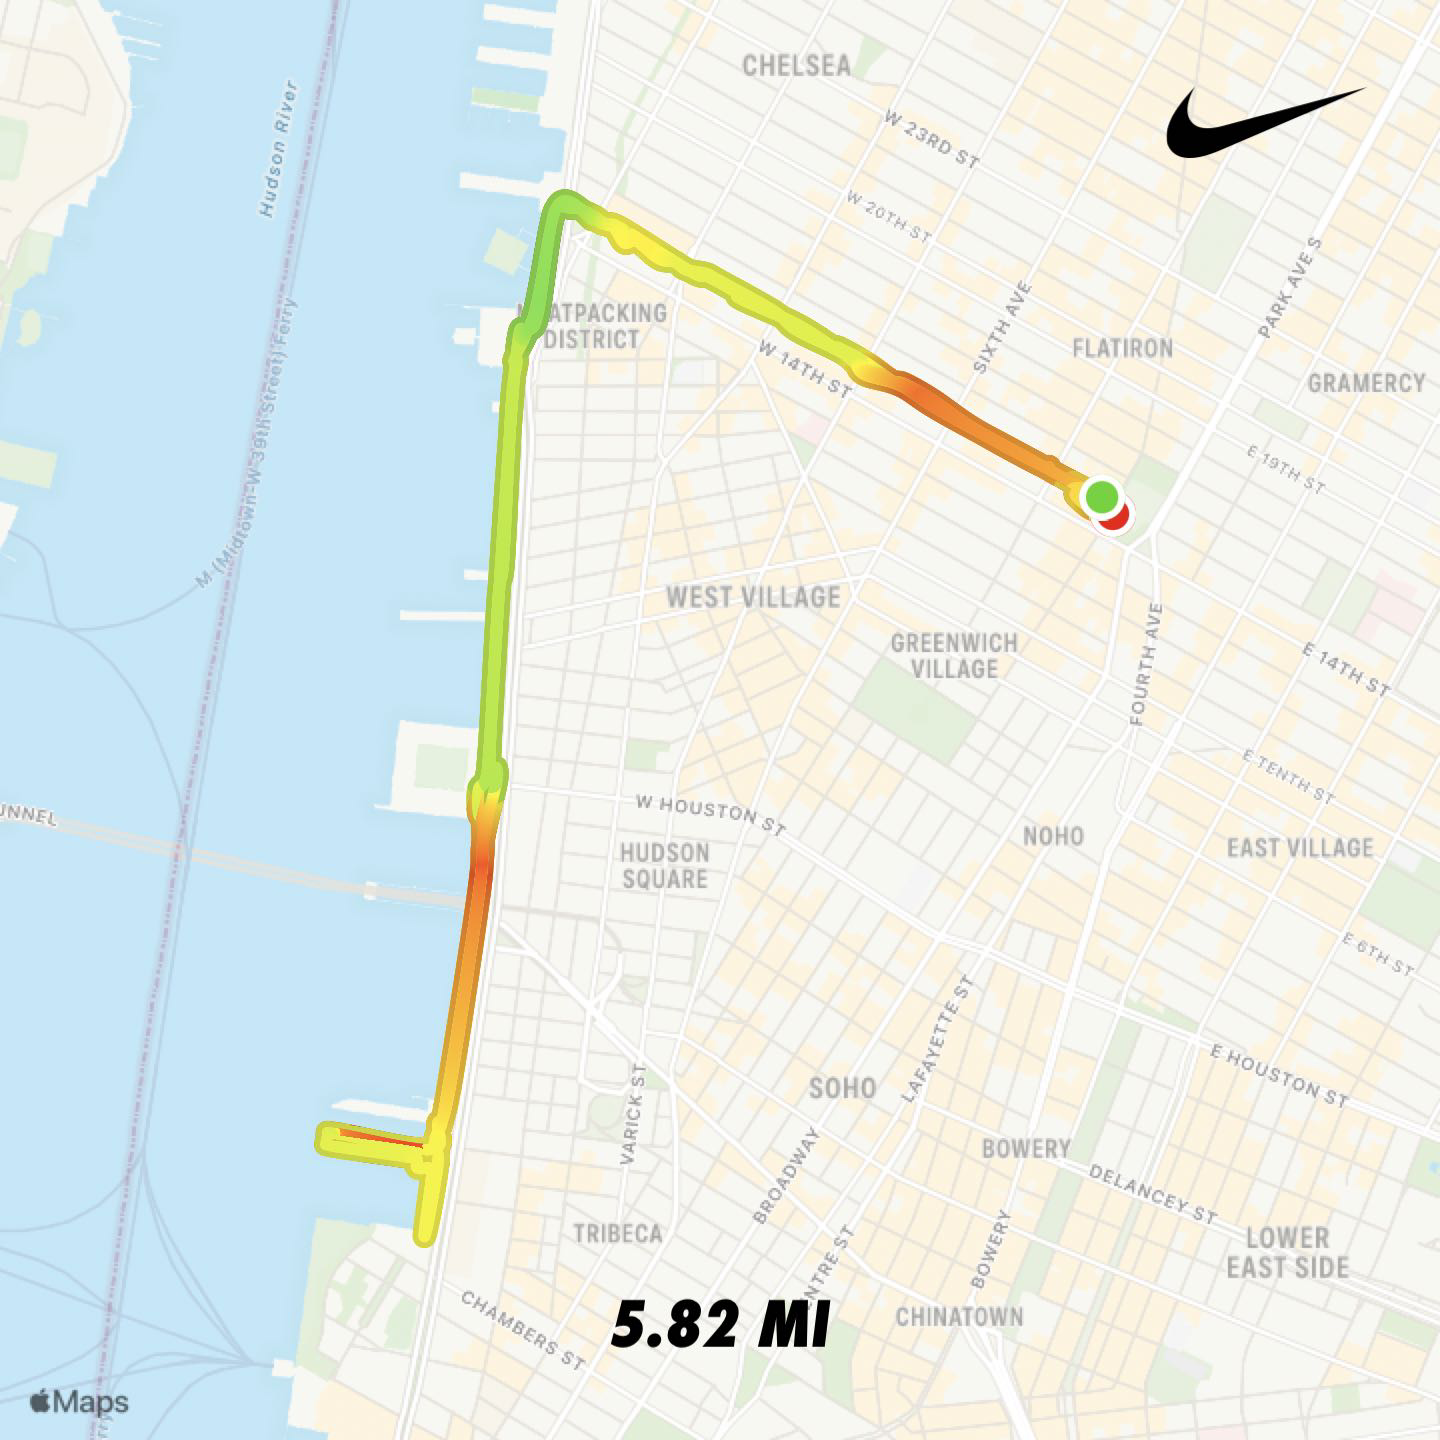 CHELSEA
W 23RD ST
Hudson River
W 20TH ST
PARK AVE S
SIXTH AVE
ATPACKING
DISTRICT
FLATIRON
W 14TH ST
GRAMERCY
M (Midtown-W 39th Street) Ferry
E 19TH ST
WEST VILLAGE
GREENWICH
VILLAGE
FOURTH AVE
E 14TH ST
E TENTH ST
UNNEL
W HOUSTON ST
NOHO
EAST VILLAGE
HUDSON
SQUARE
E 6TH ST
LAFAYETTE ST
E HOUSTON ST
VARICK ST
SOHO
BROADWAY
BOWERY
DELANCEY ST
TRIBECA
NTRE ST
BOWERY
LOWER
EAST SIDE
CHAMBERS ST
5.82 MI
CHINATOWN
Maps